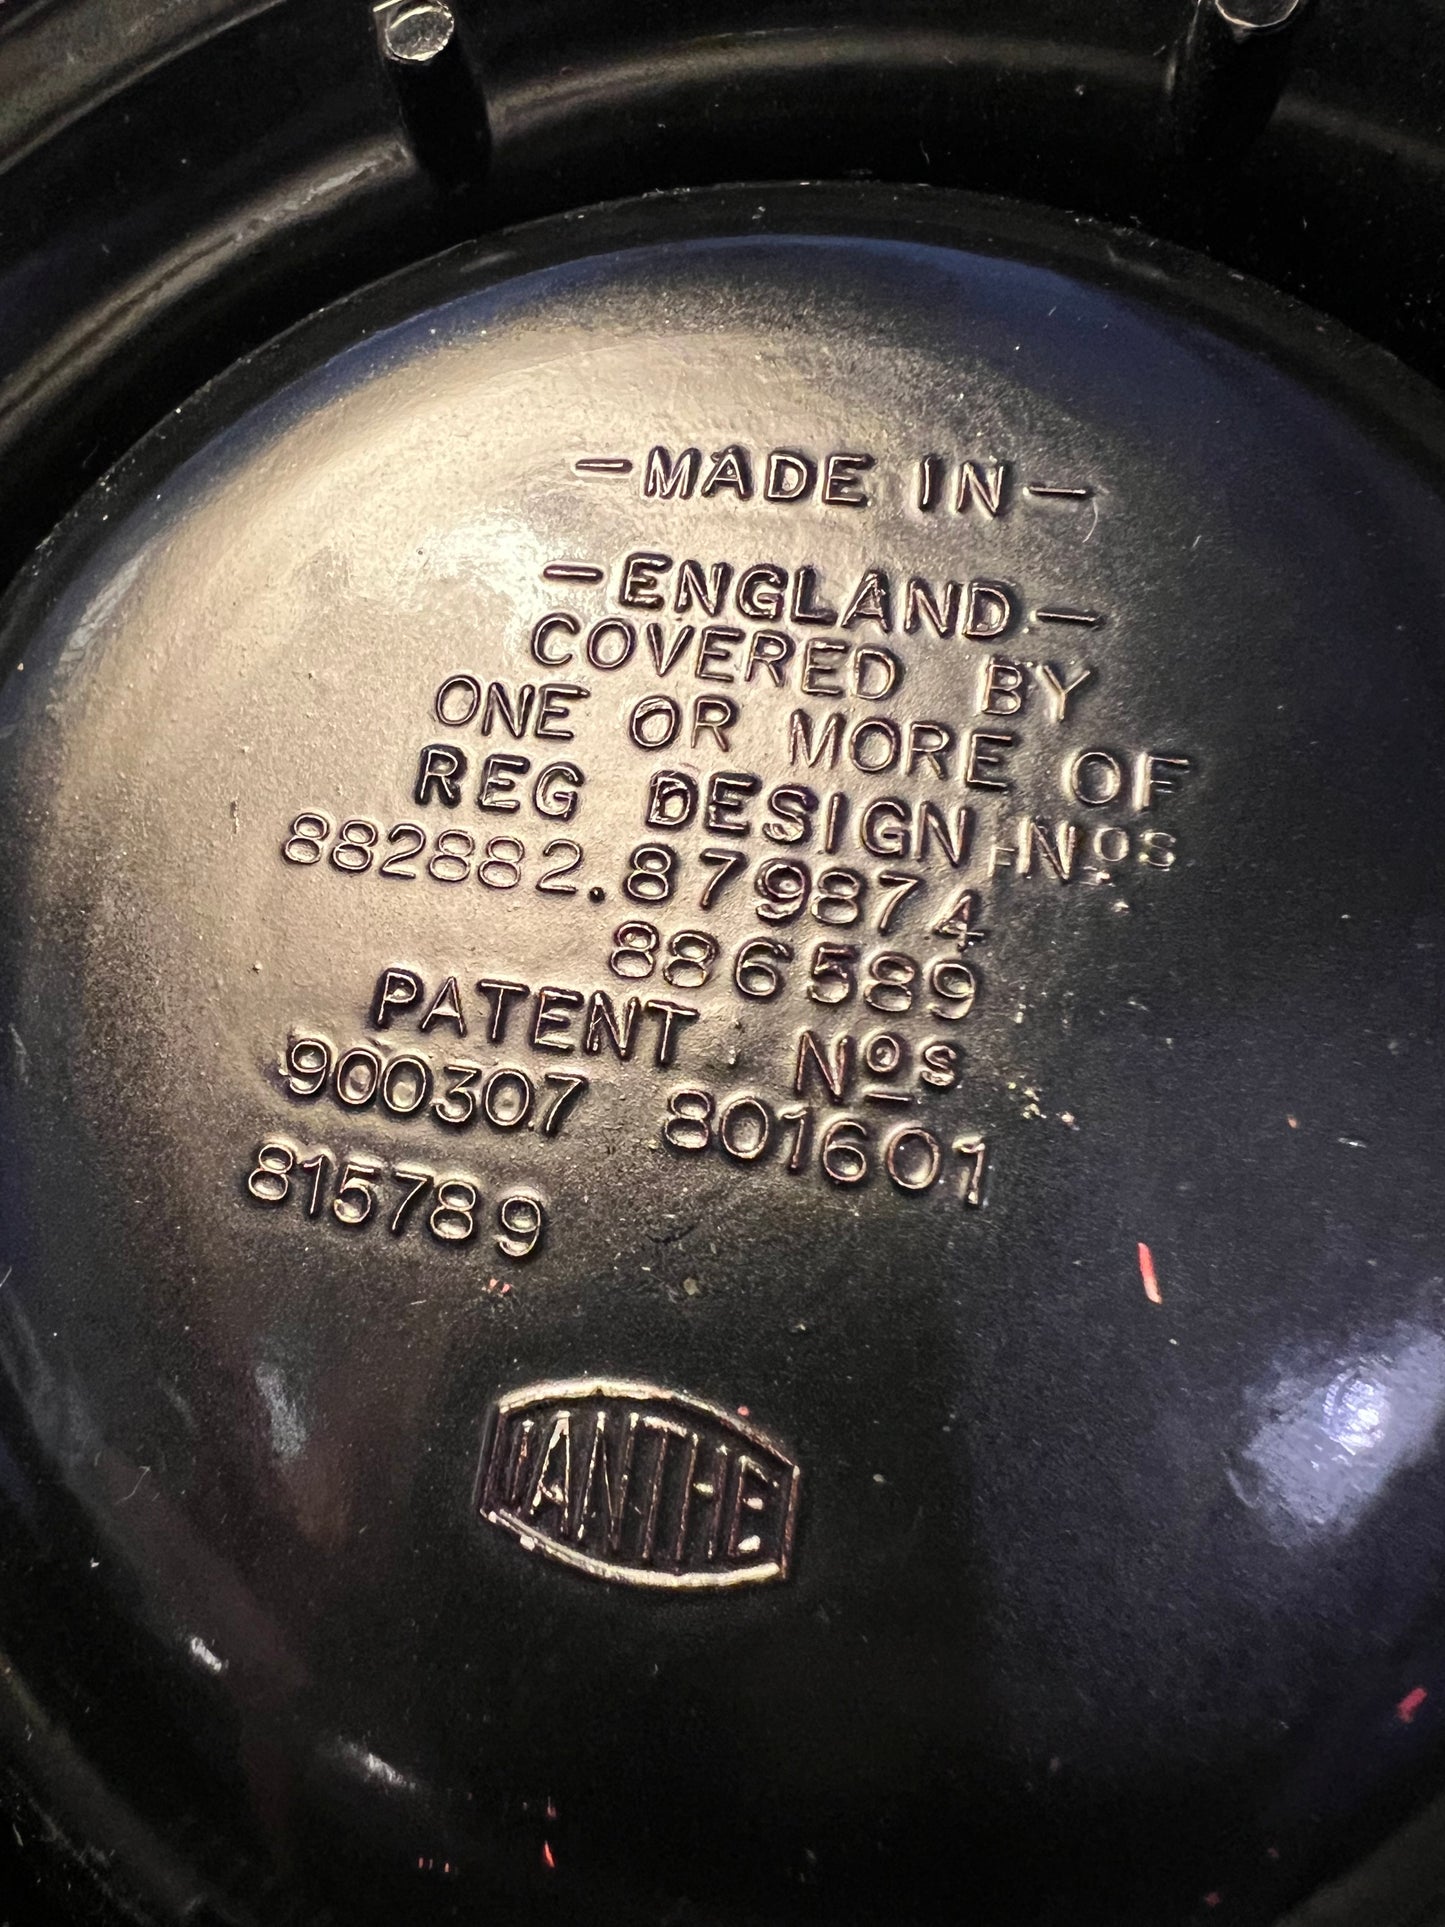 —MADE IN—
—ENGLAND—
COVERED BY
ONE OR MORE OF
REG DESIGN Nos
882882.879874
886589
PATENT Nos
900307 801601
815789
IANTHE